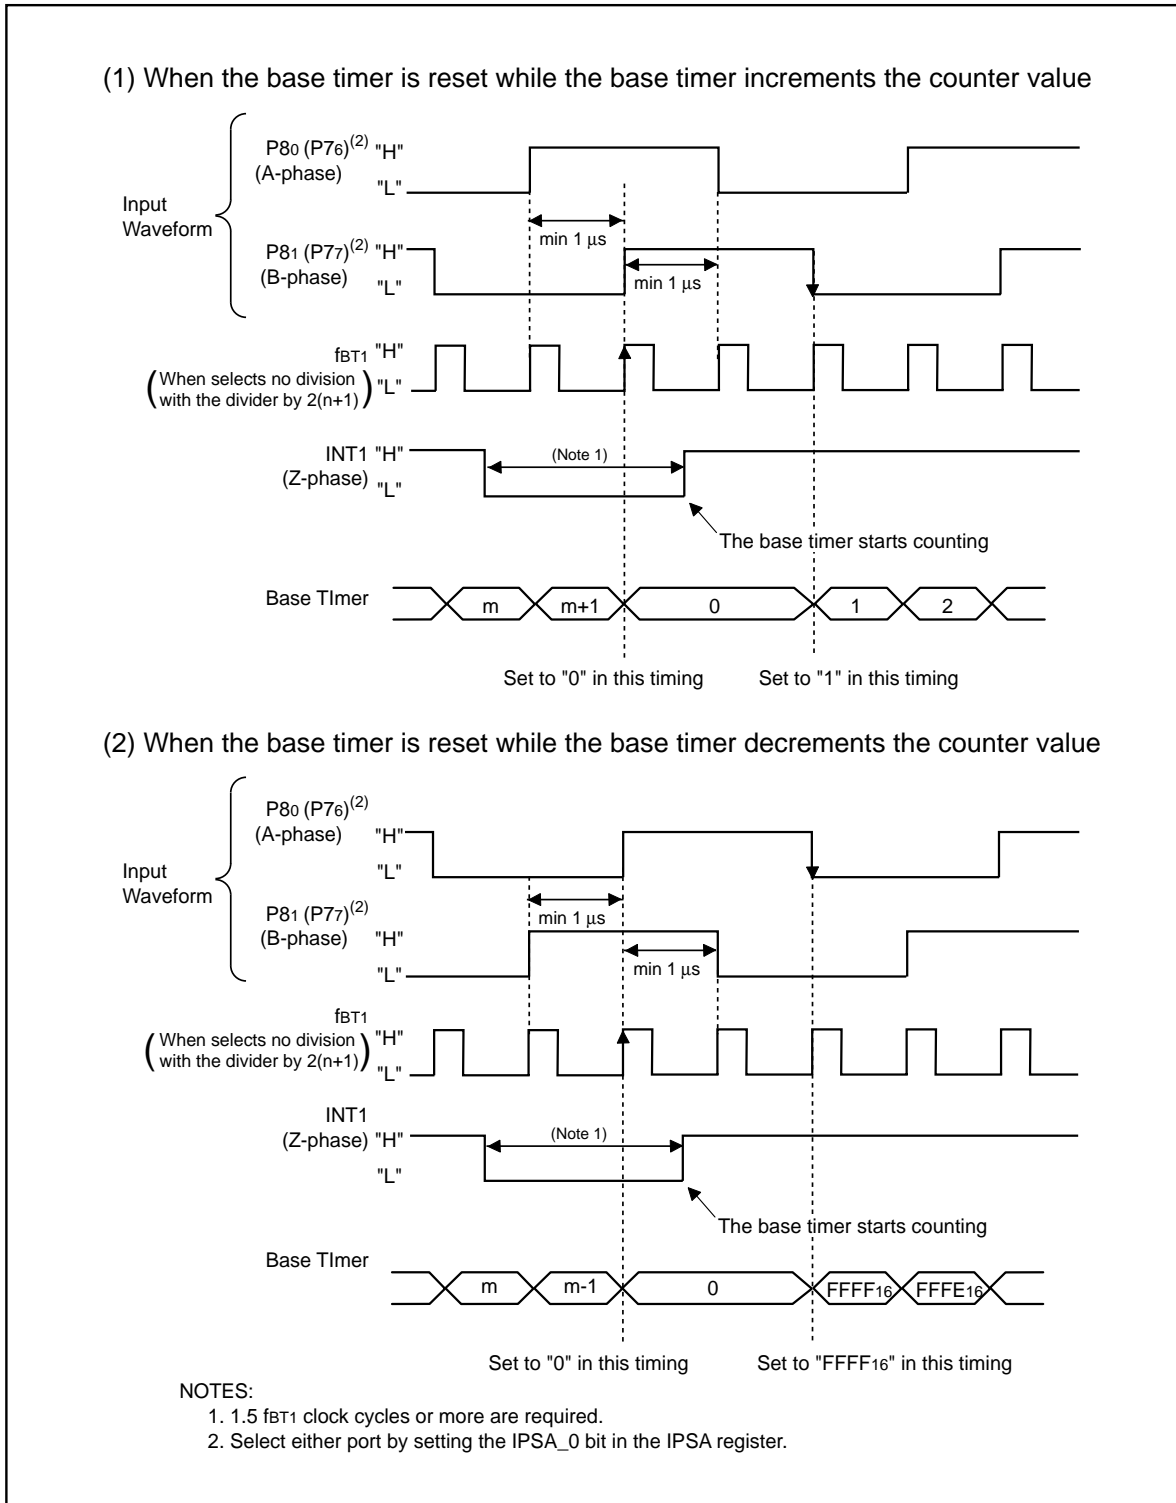 (1) When the base timer is reset while the base timer increments the counter value
P80 (P76)(2) "H"
(A-phase)
"L"
Input
Waveform
min 1 μs
P81 (P77)(2) "H"
(B-phase)
"L"
min 1 μs
fBT1 "H"
(When selects no division
with the divider by 2(n+1)) "L"
INT1 "H"
(Z-phase) "L"
(Note 1)
The base timer starts counting
Base TImer
m
m+1
0
1
2
Set to "0" in this timing
Set to "1" in this timing
(2) When the base timer is reset while the base timer decrements the counter value
P80 (P76)(2)
(A-phase) "H"
"L"
Input
Waveform
min 1 μs
P81 (P77)(2)
(B-phase) "H"
"L"
min 1 μs
fBT1
(When selects no division
with the divider by 2(n+1)) "H"
"L"
INT1
(Z-phase) "H"
"L"
(Note 1)
The base timer starts counting
Base TImer
m
m-1
0
FFFF16
FFFE16
Set to "0" in this timing
Set to "FFFF16" in this timing
NOTES:
1. 1.5 fBT1 clock cycles or more are required.
2. Select either port by setting the IPSA_0 bit in the IPSA register.